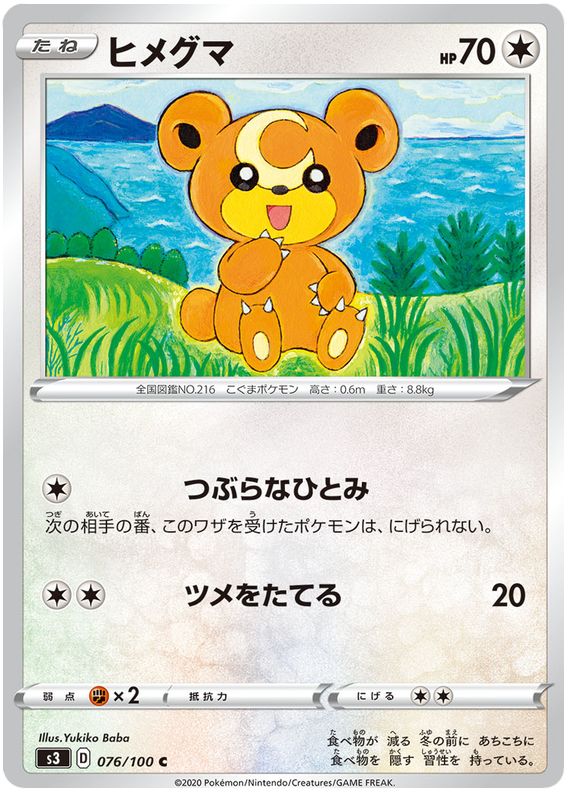 たね ヒメグマ HP70
全国図鑑NO.216 こぐまポケモン 高さ:0.6m 重さ:8.8kg
つぶらなひとみ
次の相手の番、このワザを受けたポケモンは、にげられない。
ツメをたてる 20
弱点 ×2 抵抗力 にげる
Illus.Yukiko Baba
s3 D 076/100 C
食べ物が 減る 冬の前に あちこちに
食べ物を 隠す 習性を 持っている。
©2020 Pokémon/Nintendo/Creatures/GAME FREAK.